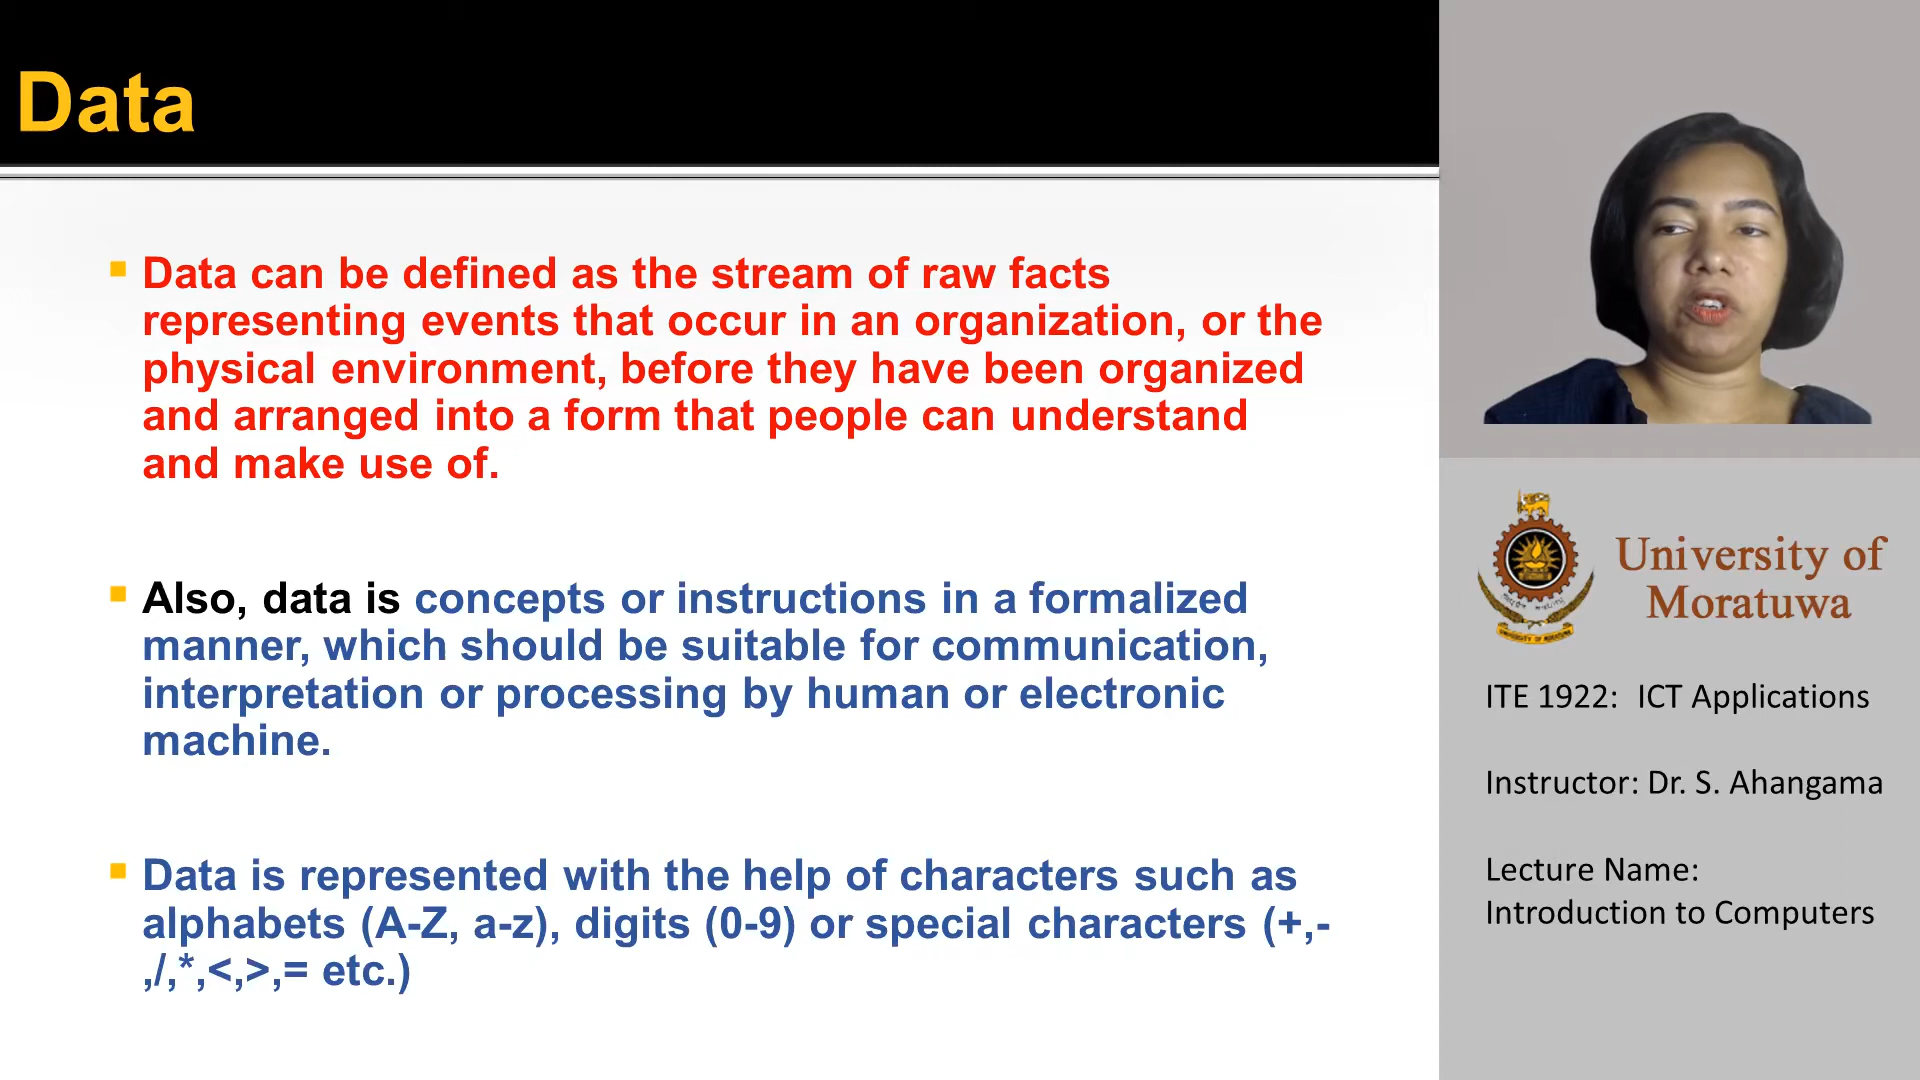 Data
Data can be defined as the stream of raw facts
representing events that occur in an organization, or the
physical environment, before they have been organized
and arranged into a form that people can understand
and make use of.
Also, data is concepts or instructions in a formalized
manner, which should be suitable for communication,
interpretation or processing by human or electronic
machine.
Data is represented with the help of characters such as
alphabets (A-Z, a-z), digits (0-9) or special characters (+,-
,/,*,<,>,= etc.)
University of
Moratuwa
ITE 1922: ICT Applications
Instructor: Dr. S. Ahangama
Lecture Name:
Introduction to Computers